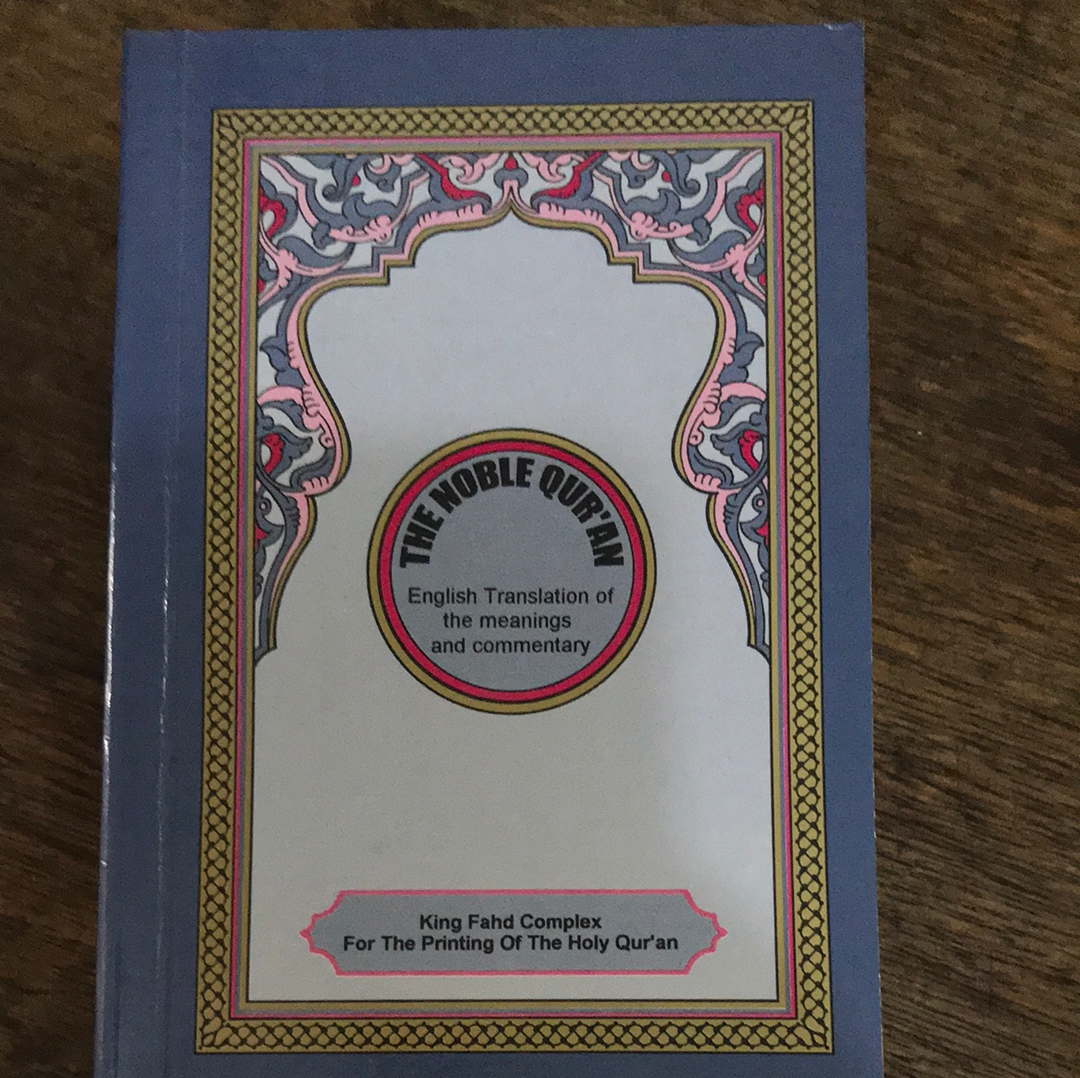 THE NOBLE QUR'AN
English Translation of
the meanings
and commentary
King Fahd Complex
For The Printing Of The Holy Qur'an